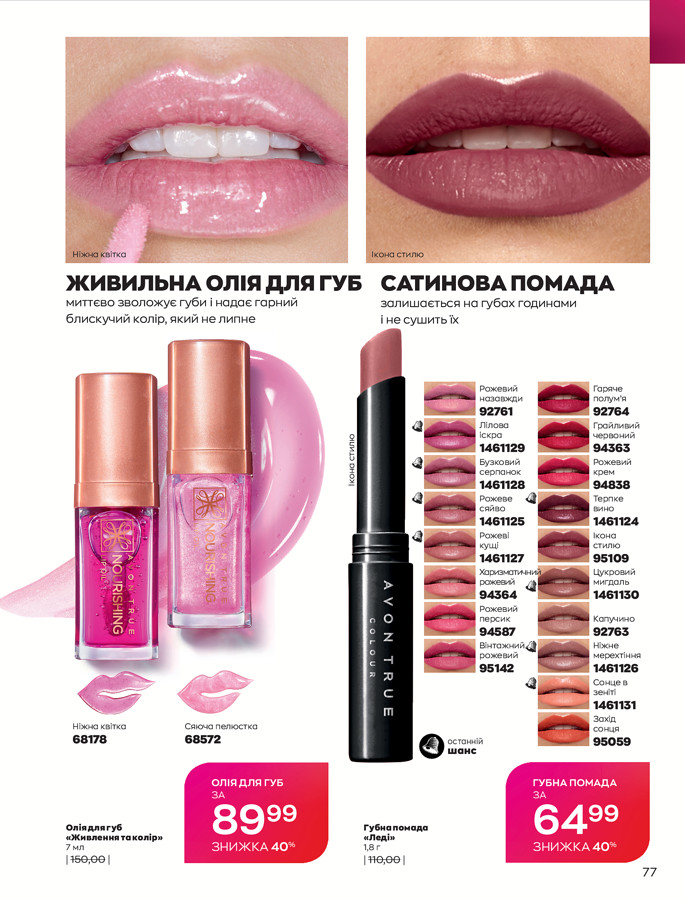 Ніжна квітка
Ікона стилю
ЖИВИЛЬНА ОЛІЯ ДЛЯ ГУБ
миттєво зволожує губи і надає гарний
блискучий колір, який не липне
САТИНОВА ПОМАДА
залишається на губах годинами
і не сушить їх
AVON TRUE
NOURISHING
LIP OIL
AVON TRUE
NOURISHING
Ніжна квітка
68178
Сяюча пелюстка
68572
Ікона стилю
AVON TRUE
COLOUR
Рожевий
назавжди
92761
Лілова
іскра
1461129
Бузковий
серпанок
1461128
Рожеве
сяйво
1461125
Рожеві
кущі
1461127
Харизматичний
рожевий
94364
Рожевий
персик
94587
Вінтажний
рожевий
95142
Гаряче
полум'я
92764
Грайливий
червоний
94363
Рожевий
крем
94838
Терпке
вино
1461124
Ікона
стилю
95109
Цукровий
мигдаль
1461130
Капучино
92763
Ніжне
мерехтіння
1461126
Сонце в
зеніті
1461131
Захід
сонця
95059
останній
шанс
Олія для губ
«Живлення та колір»
7 мл
| 150,00 |
ОЛІЯ ДЛЯ ГУБ
ЗА
89 99
ЗНИЖКА 40%
Губна помада
«Леді»
1,8 г
| 110,00 |
ГУБНА ПОМАДА
ЗА
64 99
ЗНИЖКА 40%
77